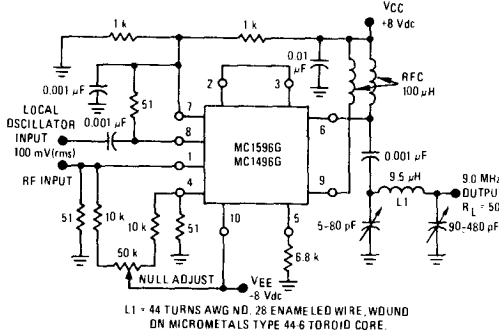 1 k
1 k
VCC
+8 Vdc
0.01
µF
RFC
100 µH
0.001 µF
51
0.001 µF
LOCAL
OSCILLATOR
INPUT
100 mV(rms)
RF INPUT
2
3
7
8
1
4
10
5
6
9
MC1596G
MC1496G
0.001 µF
9.5 µH
L1
9.0 MHz
OUTPUT
RL = 50
5-80 pF
90-480 pF
51
10 k
10 k
51
50 k
6.8 k
NULL ADJUST
VEE
-8 Vdc
L1 = 44 TURNS AWG NO. 28 ENAMELED WIRE, WOUND
ON MICROMETALS TYPE 44-6 TOROID CORE.